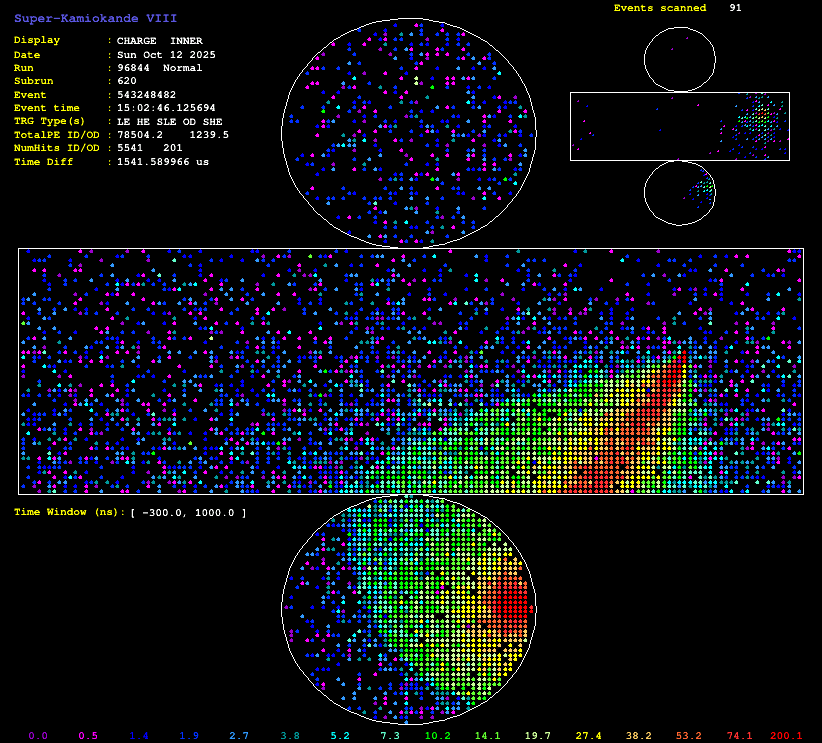 Super-Kamiokande VIII
Events scanned 91
Display : CHARGE INNER
Date : Sun Oct 12 2025
Run : 96844 Normal
Subrun : 620
Event : 543248482
Event time : 15:02:46.125694
TRG Type(s) : LE HE SLE OD SHE
TotalPE ID/OD : 78504.2 1239.5
NumHits ID/OD : 5541 201
Time Diff : 1541.589966 us
Time Window (ns): [ -300.0, 1000.0 ]
0.0 0.5 1.4 1.9 2.7 3.8 5.2 7.3 10.2 14.1 19.7 27.4 38.2 53.2 74.1 200.1